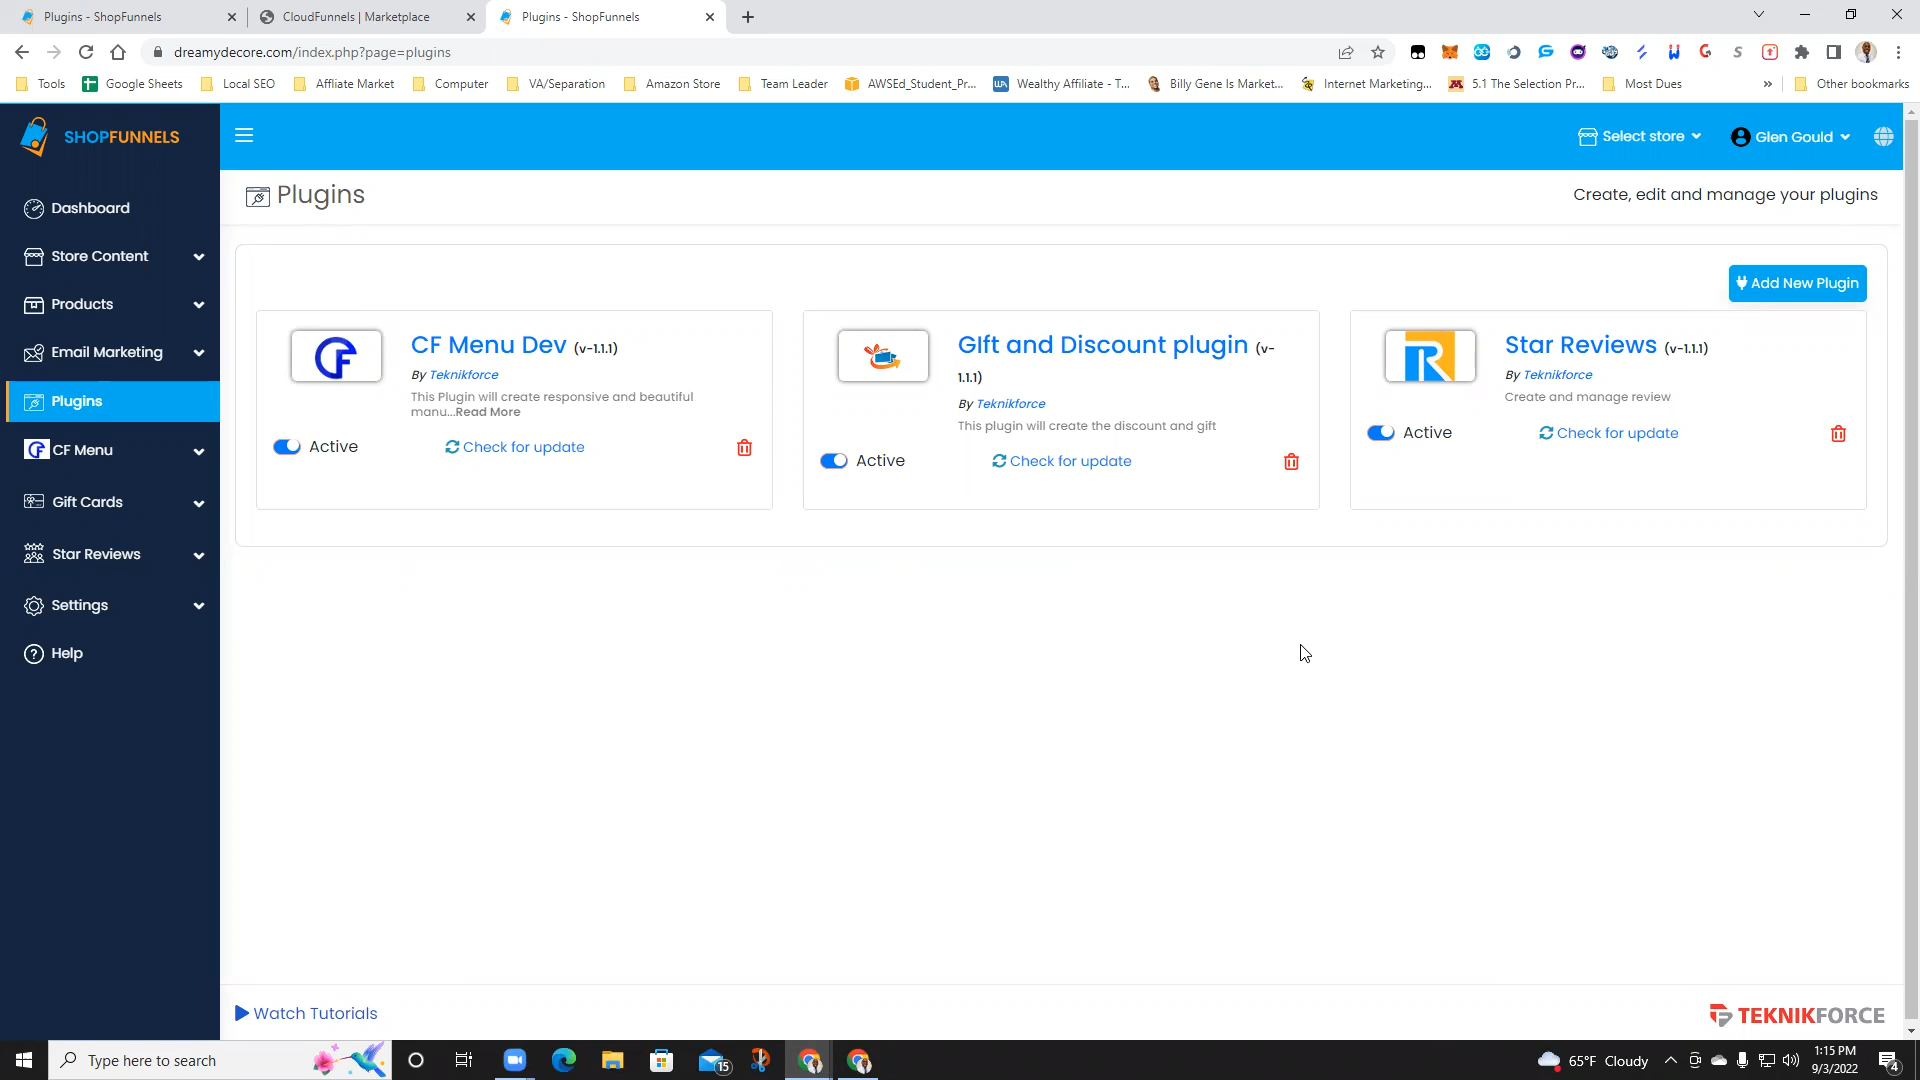 Plugins - ShopFunnels
CloudFunnels | Marketplace
Plugins - ShopFunnels
dreamydecore.com/index.php?page=plugins
Tools
Google Sheets
Local SEO
Affliate Market
Computer
VA/Separation
Amazon Store
Team Leader
AWSEd_Student_Pr...
Wealthy Affiliate - T...
Billy Gene Is Market...
Internet Marketing...
5.1 The Selection Pr...
Most Dues
»
Other bookmarks
SHOPFUNNELS
Select store
Glen Gould
Dashboard
Store Content
Products
Email Marketing
Plugins
CF Menu
Gift Cards
Star Reviews
Settings
Help
Plugins
Create, edit and manage your plugins
Add New Plugin
CF Menu Dev (v-1.1.1)
By Teknikforce
This Plugin will create responsive and beautiful
manu...Read More
Active
Check for update
GIft and Discount plugin (v-
1.1.1)
By Teknikforce
This plugin will create the discount and gift
Active
Check for update
Star Reviews (v-1.1.1)
By Teknikforce
Create and manage review
Active
Check for update
Watch Tutorials
TEKNIKFORCE
Type here to search
15
65°F Cloudy
1:15 PM
9/3/2022
4